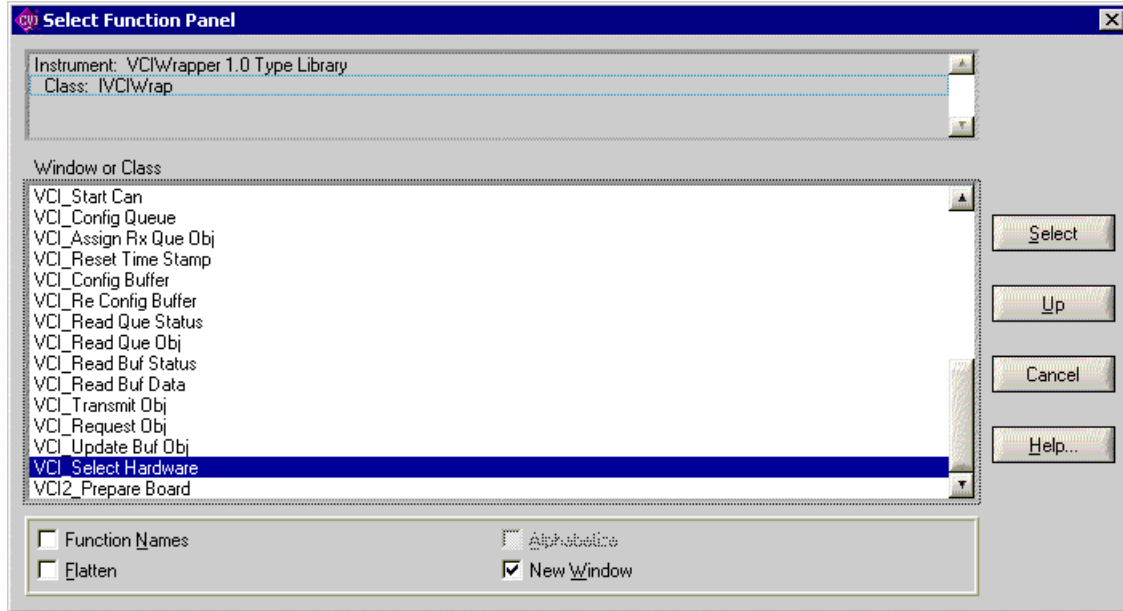 CVI Select Function Panel
Instrument: VCIWrapper 1.0 Type Library
Class: IVCIWrap
Window or Class
VCI_Start Can
VCI_Config Queue
VCI_Assign Rx Que Obj
VCI_Reset Time Stamp
VCI_Config Buffer
VCI_Re Config Buffer
VCI_Read Que Status
VCI_Read Que Obj
VCI_Read Buf Status
VCI_Read Buf Data
VCI_Transmit Obj
VCI_Request Obj
VCI_Update Buf Obj
VCI_Select Hardware
VCI2_Prepare Board
Select
Up
Cancel
Help...
Function Names
Alphabetize
Flatten
New Window